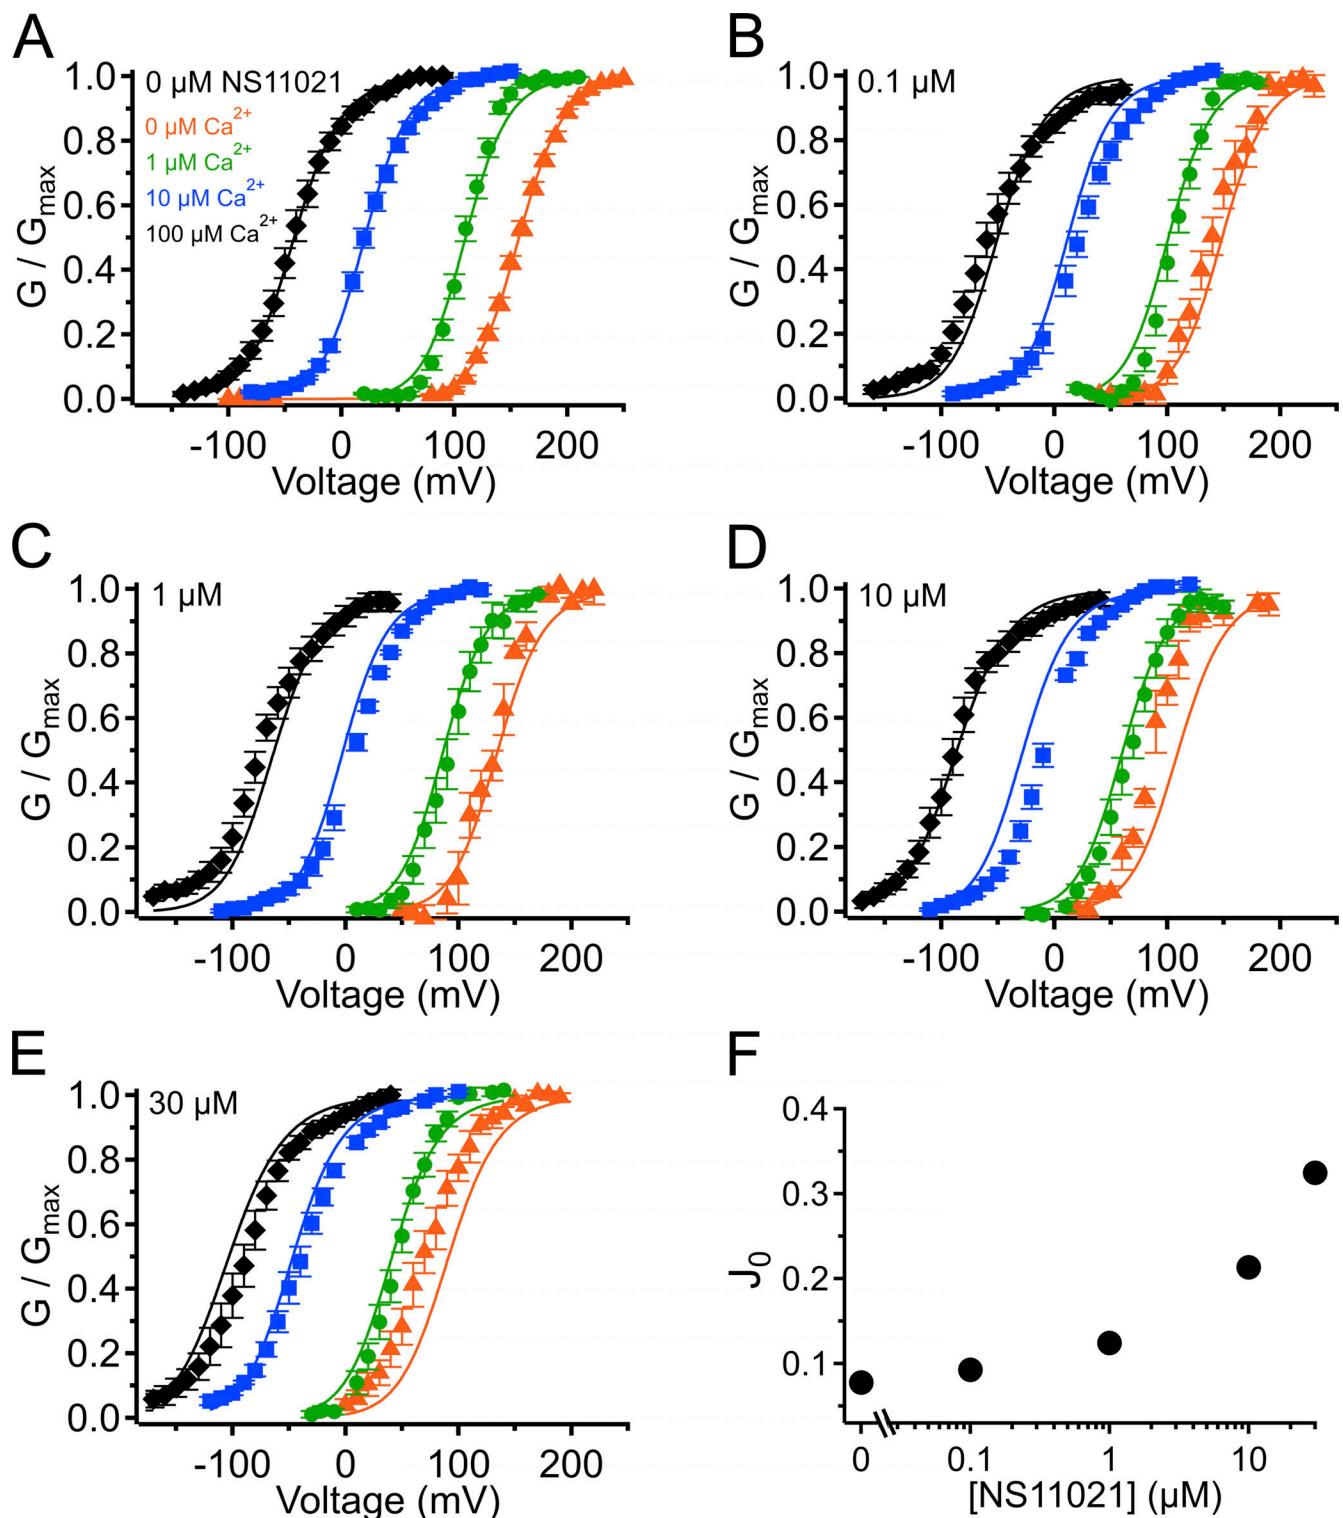 A
0 µM NS11021
0 µM Ca2+
1 µM Ca2+
10 µM Ca2+
100 µM Ca2+
1.0
0.8
0.6
0.4
0.2
0.0
G / Gmax
-100 0 100 200
Voltage (mV)
B
0.1 µM
1.0
0.8
0.6
0.4
0.2
0.0
G / Gmax
-100 0 100 200
Voltage (mV)
C
1 µM
1.0
0.8
0.6
0.4
0.2
0.0
G / Gmax
-100 0 100 200
Voltage (mV)
D
10 µM
1.0
0.8
0.6
0.4
0.2
0.0
G / Gmax
-100 0 100 200
Voltage (mV)
E
30 µM
1.0
0.8
0.6
0.4
0.2
0.0
G / Gmax
-100 0 100 200
Voltage (mV)
F
0.4
0.3
0.2
0.1
J0
0 0.1 1 10
[NS11021] (µM)